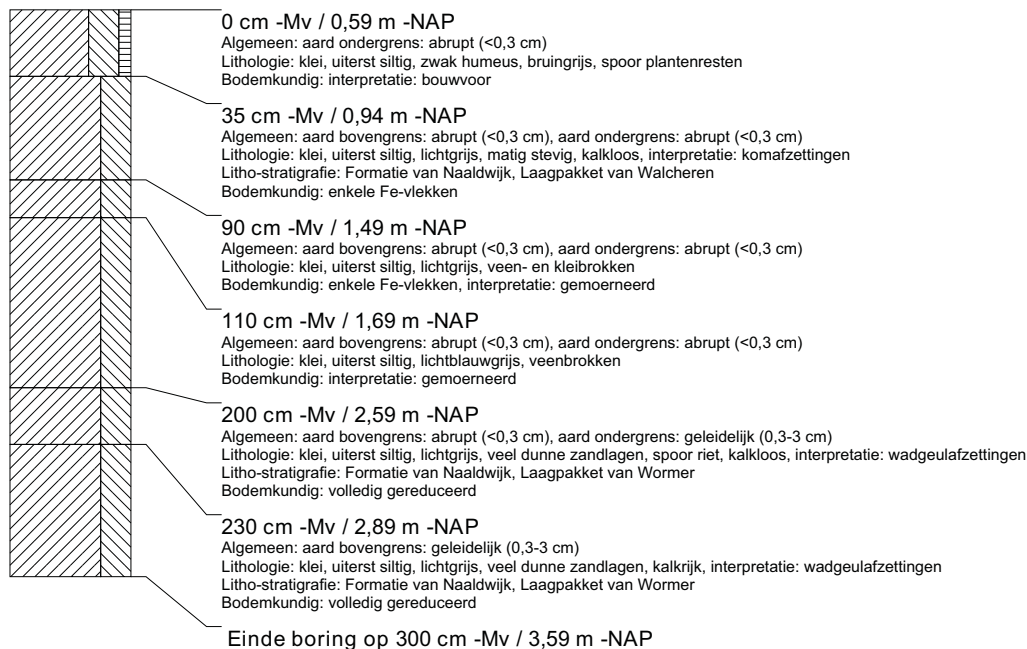 0 cm -Mv / 0,59 m -NAP
Algemeen: aard ondergrens: abrupt (<0,3 cm)
Lithologie: klei, uiterst siltig, zwak humeus, bruingrijs, spoor plantenresten
Bodemkundig: interpretatie: bouwvoor
35 cm -Mv / 0,94 m -NAP
Algemeen: aard bovengrens: abrupt (<0,3 cm), aard ondergrens: abrupt (<0,3 cm)
Lithologie: klei, uiterst siltig, lichtgrijs, matig stevig, kalkloos, interpretatie: komafzettingen
Litho-stratigrafie: Formatie van Naaldwijk, Laagpakket van Walcheren
Bodemkundig: enkele Fe-vlekken
90 cm -Mv / 1,49 m -NAP
Algemeen: aard bovengrens: abrupt (<0,3 cm), aard ondergrens: abrupt (<0,3 cm)
Lithologie: klei, uiterst siltig, lichtgrijs, veen- en kleibrokken
Bodemkundig: enkele Fe-vlekken, interpretatie: gemoerneerd
110 cm -Mv / 1,69 m -NAP
Algemeen: aard bovengrens: abrupt (<0,3 cm), aard ondergrens: abrupt (<0,3 cm)
Lithologie: klei, uiterst siltig, lichtblauwgrijs, veenbrokken
Bodemkundig: interpretatie: gemoerneerd
200 cm -Mv / 2,59 m -NAP
Algemeen: aard bovengrens: abrupt (<0,3 cm), aard ondergrens: geleidelijk (0,3-3 cm)
Lithologie: klei, uiterst siltig, lichtgrijs, veel dunne zandlagen, spoor riet, kalkloos, interpretatie: wadgeulafzettingen
Litho-stratigrafie: Formatie van Naaldwijk, Laagpakket van Wormer
Bodemkundig: volledig gereduceerd
230 cm -Mv / 2,89 m -NAP
Algemeen: aard bovengrens: geleidelijk (0,3-3 cm)
Lithologie: klei, uiterst siltig, lichtgrijs, veel dunne zandlagen, kalkrijk, interpretatie: wadgeulafzettingen
Litho-stratigrafie: Formatie van Naaldwijk, Laagpakket van Wormer
Bodemkundig: volledig gereduceerd
Einde boring op 300 cm -Mv / 3,59 m -NAP